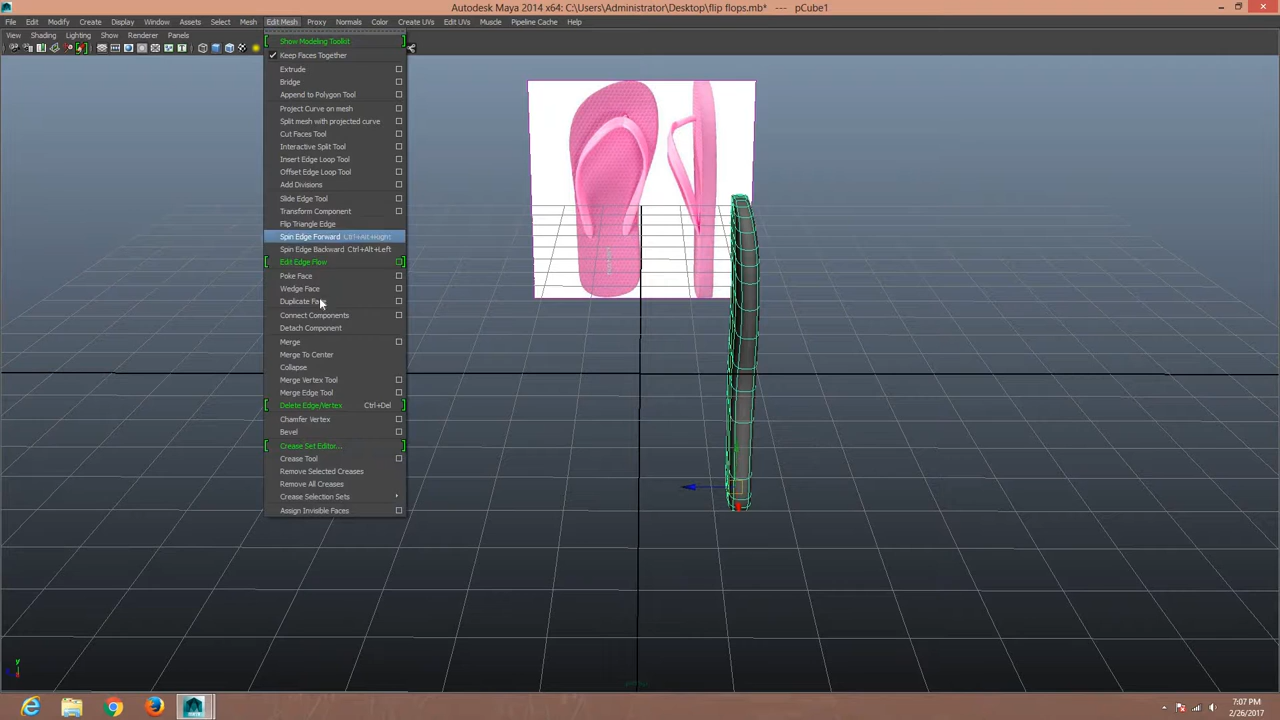 Autodesk Maya 2014 x64: C:\Users\Administrator\Desktop\flip flops.mb* --- pCube1
File Edit Modify Create Display Window Assets Select Mesh Edit Mesh Proxy Normals Color Create UVs Edit UVs Muscle Pipeline Cache Help
View Shading Lighting Show Renderer Panels
Show Modeling Toolkit
Keep Faces Together
Extrude
Bridge
Append to Polygon Tool
Project Curve on mesh
Split mesh with projected curve
Cut Faces Tool
Interactive Split Tool
Insert Edge Loop Tool
Offset Edge Loop Tool
Add Divisions
Slide Edge Tool
Transform Component
Flip Triangle Edge
Spin Edge Forward Ctrl+Alt+Right
Spin Edge Backward Ctrl+Alt+Left
Edit Edge Flow
Poke Face
Wedge Face
Duplicate Face
Connect Components
Detach Component
Merge
Merge To Center
Collapse
Merge Vertex Tool
Merge Edge Tool
Delete Edge/Vertex Ctrl+Del
Chamfer Vertex
Bevel
Crease Set Editor...
Crease Tool
Remove Selected Creases
Remove All Creases
Crease Selection Sets
Assign Invisible Faces
y
7:07 PM
2/26/2017